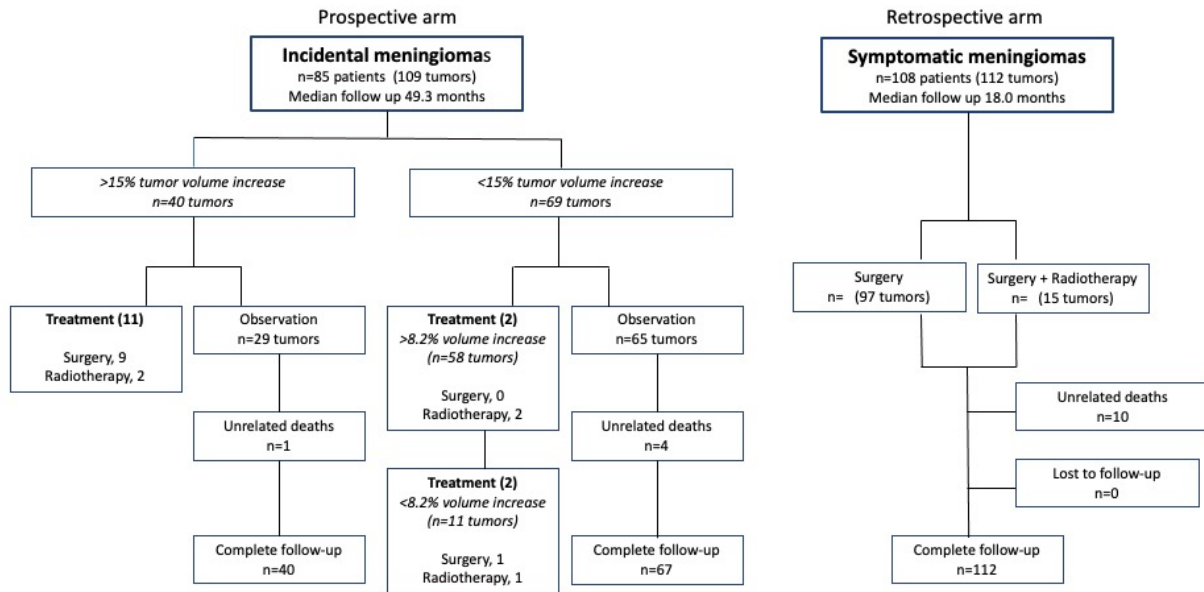 Prospective arm
Incidental meningiomas
n=85 patients (109 tumors)
Median follow up 49.3 months
>15% tumor volume increase
n=40 tumors
<15% tumor volume increase
n=69 tumors
Treatment (11)
Surgery, 9
Radiotherapy, 2
Observation
n=29 tumors
Unrelated deaths
n=1
Complete follow-up
n=40
Treatment (2)
>8.2% volume increase
(n=58 tumors)
Surgery, 0
Radiotherapy, 2
Treatment (2)
<8.2% volume increase
(n=11 tumors)
Surgery, 1
Radiotherapy, 1
Observation
n=65 tumors
Unrelated deaths
n=4
Complete follow-up
n=67
Retrospective arm
Symptomatic meningiomas
n=108 patients (112 tumors)
Median follow up 18.0 months
Surgery
n= (97 tumors)
Surgery + Radiotherapy
n= (15 tumors)
Unrelated deaths
n=10
Lost to follow-up
n=0
Complete follow-up
n=112